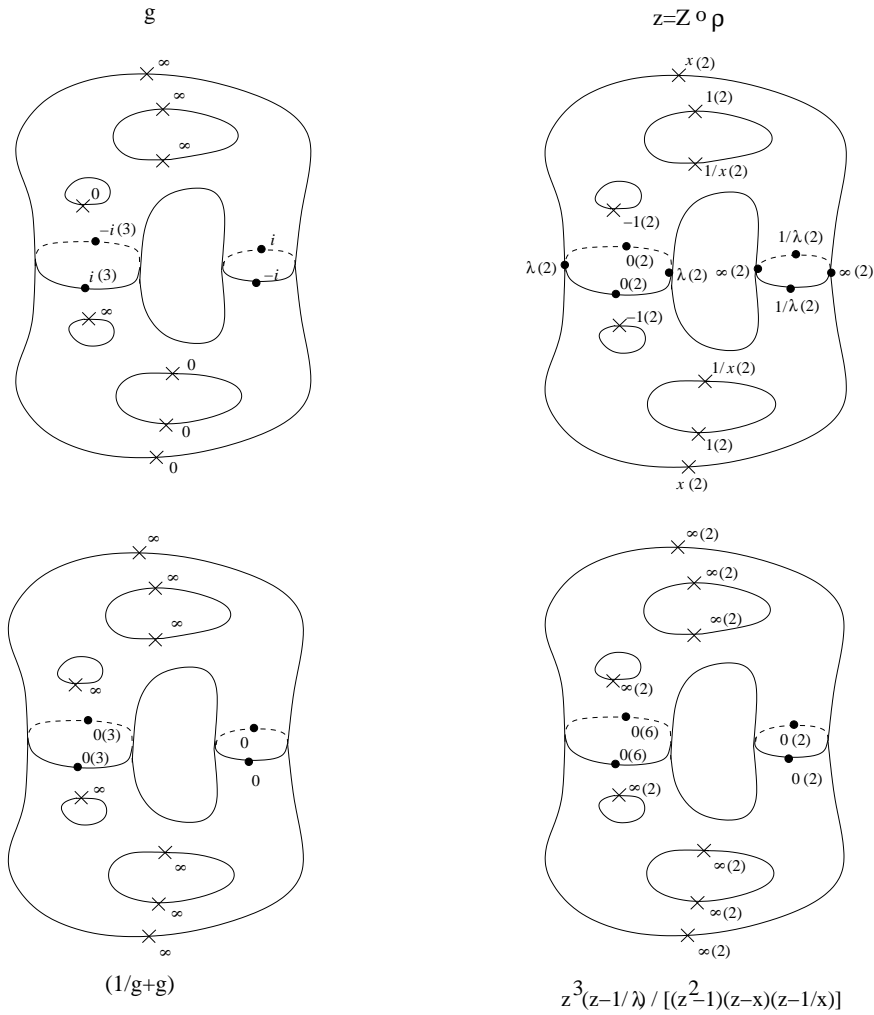 g
z=Z o ρ
∞
∞
∞
0
−i(3)
i
i(3)
−i
∞
0
0
0
x(2)
1(2)
1/x(2)
−1(2)
1/λ(2)
λ(2)
0(2)
λ(2)
∞(2)
∞(2)
0(2)
1/λ(2)
−1(2)
1/x(2)
1(2)
x(2)
∞
∞
∞
∞
0(3)
0
0(3)
0
∞
∞
∞
∞
(1/g+g)
∞(2)
∞(2)
∞(2)
∞(2)
0(6)
0(2)
0(6)
0(2)
∞(2)
∞(2)
∞(2)
∞(2)
z^3(z−1/λ) / [(z^2−1)(z−x)(z−1/x)]